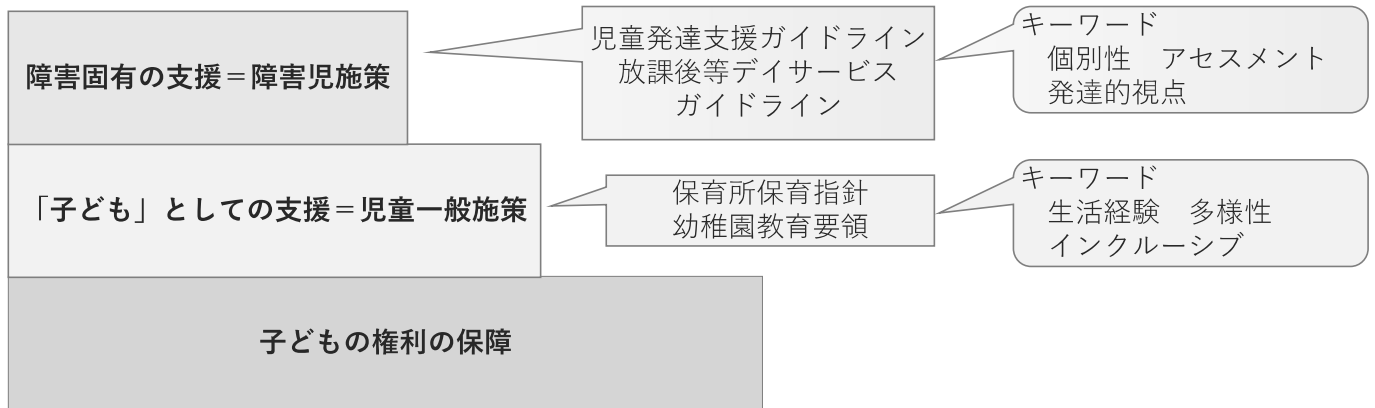 障害固有の支援＝障害児施策
児童発達支援ガイドライン
放課後等デイサービス
ガイドライン
キーワード
個別性　アセスメント
発達的視点
「子ども」としての支援＝児童一般施策
保育所保育指針
幼稚園教育要領
キーワード
生活経験　多様性
インクルーシブ
子どもの権利の保障